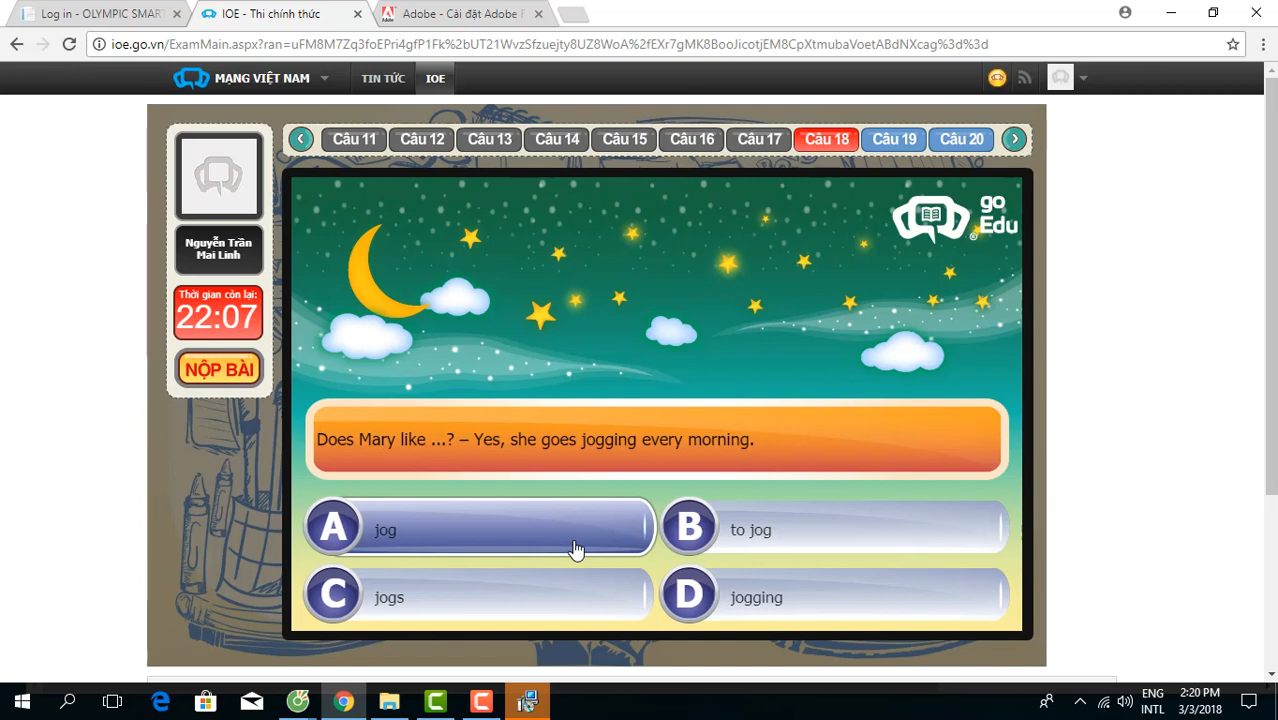 Log in - OLYMPIC SMART
IOE - Thi chính thức
Adobe - Cài đặt Adobe F
ioe.go.vn/ExamMain.aspx?ran=uFM8M7Zq3foEPri4gfP1Fk%2bUT21WvzSfzuejty8UZ8WoA%2fEXr7gMK8BooJicotjEM8CpXtmubaVoetABdNXcag%3d%3d
MẠNG VIỆT NAM
TIN TỨC
IOE
Câu 11
Câu 12
Câu 13
Câu 14
Câu 15
Câu 16
Câu 17
Câu 18
Câu 19
Câu 20
go
Edu
Nguyễn Trần
Mai Linh
Thời gian còn lại:
22:07
NỘP BÀI
Does Mary like ...? – Yes, she goes jogging every morning.
A jog
B to jog
C jogs
D jogging
ENG
INTL
2:20 PM
3/3/2018